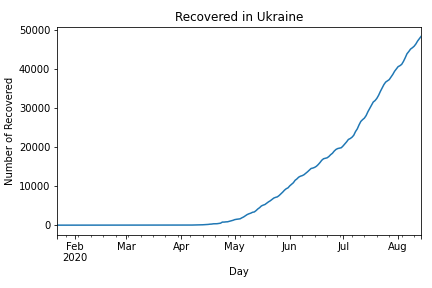 Recovered in Ukraine
50000
40000
30000
20000
10000
0
Number of Recovered
Feb Mar Apr May Jun Jul Aug
2020
Day